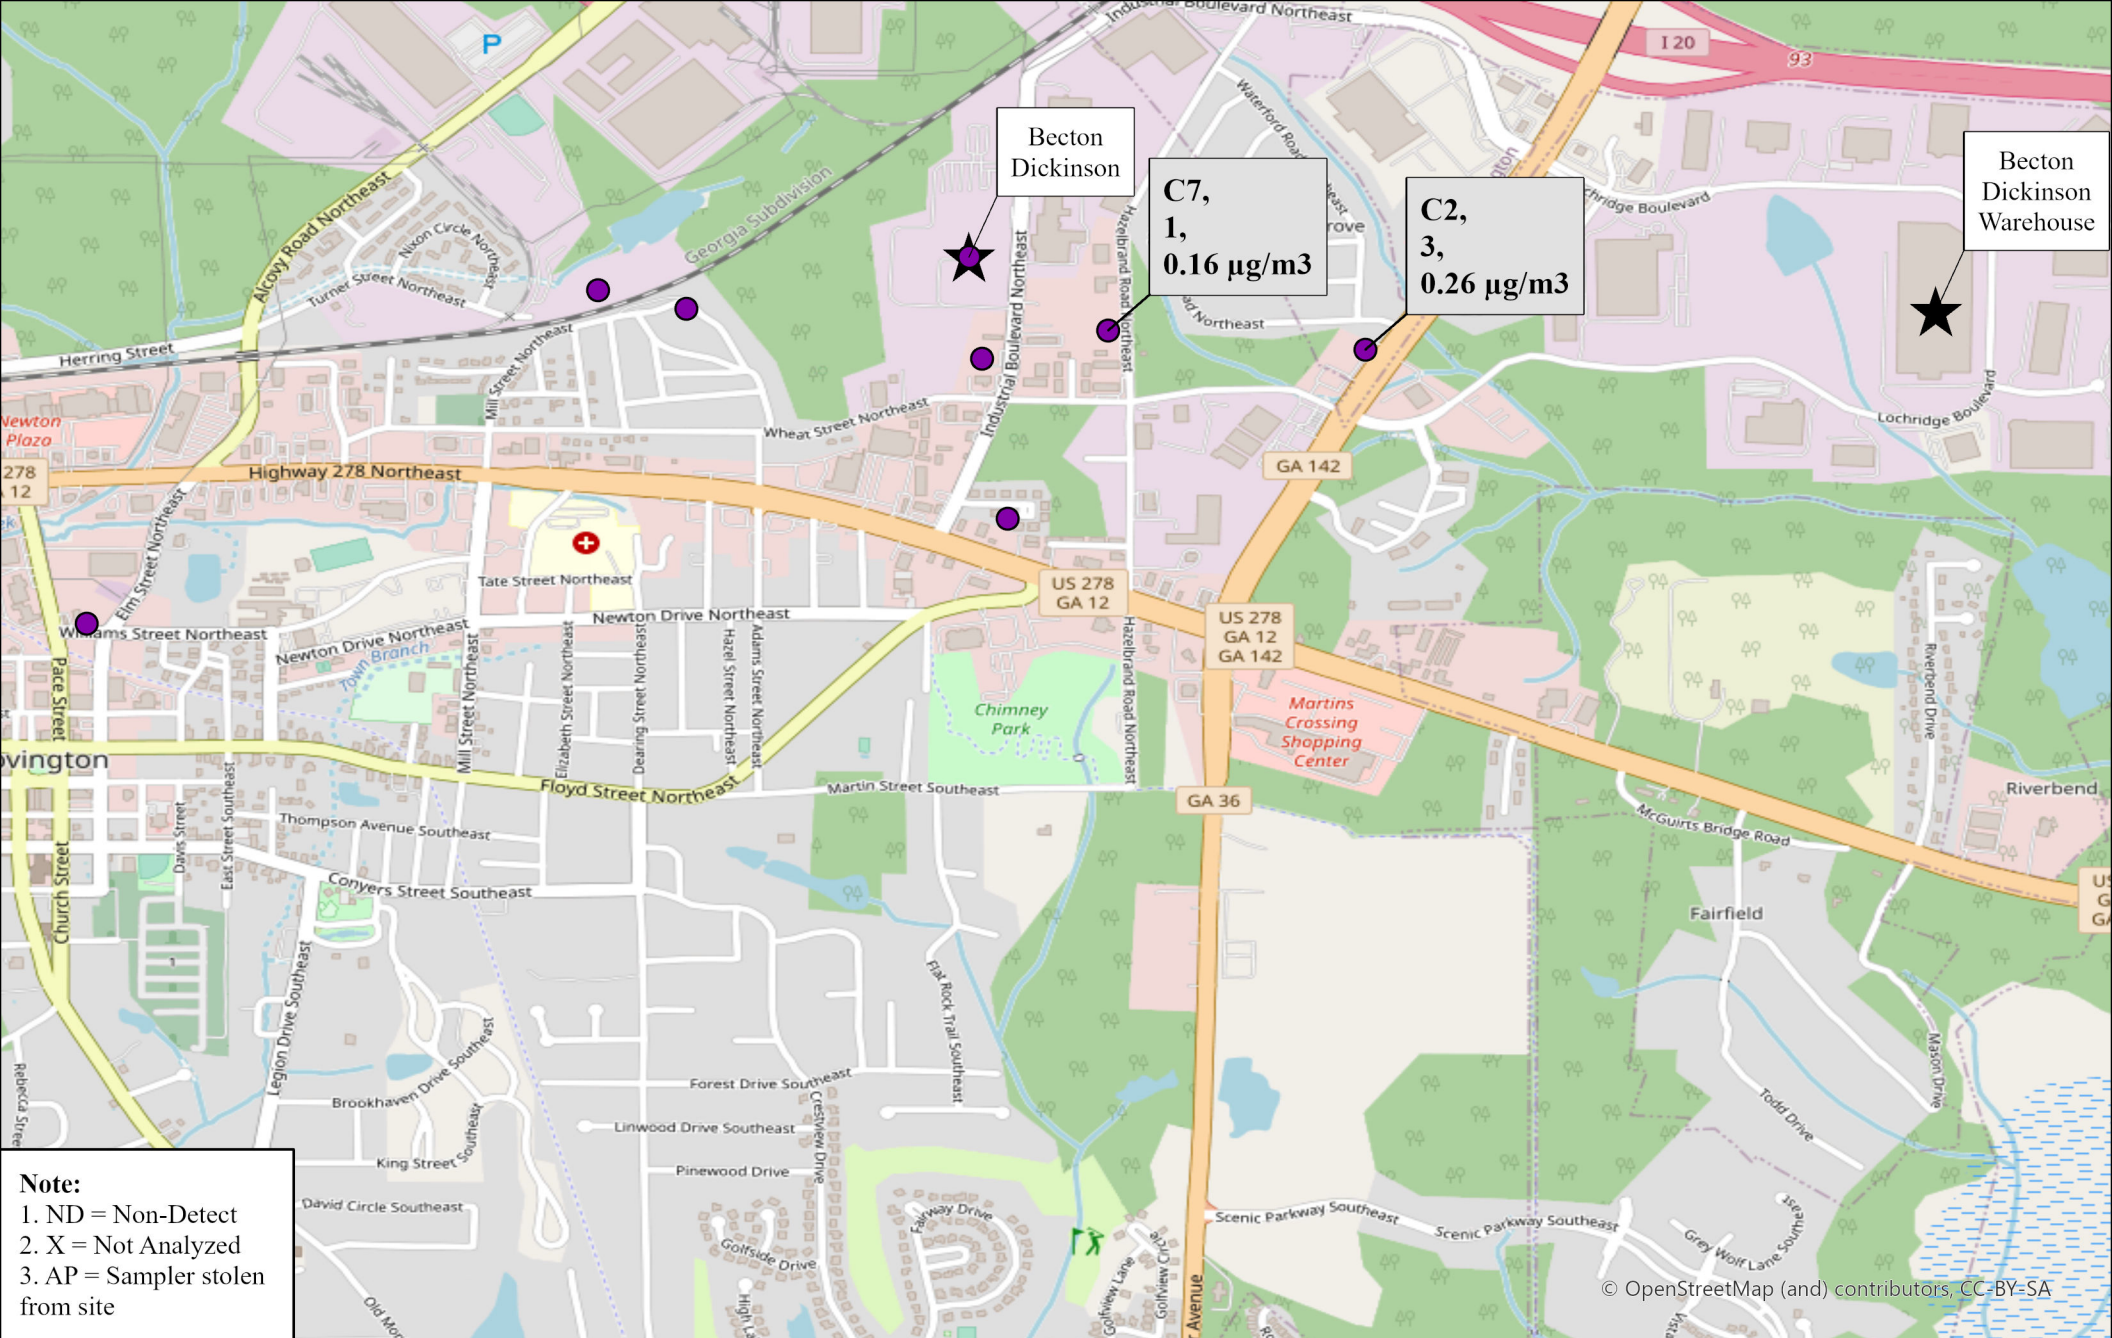 Industrial Boulevard Northeast
I 20
93
P
Becton
Dickinson
Waterford Road
Becton
Dickinson
Warehouse
C7,
1,
0.16 µg/m3
C2,
3,
0.26 µg/m3
Georgia Subdivision
Alcovy Road Northeast
Nixon Circle Northeast
Turner Street Northeast
Herring Street
Mill Street Northeast
Industrial Boulevard Northeast
Hazelbrand Road Northeast
Wheat Street Northeast
Lochridge Boulevard
Newton
Plaza
278
Highway 278 Northeast
GA 142
Elm Street Northeast
Tate Street Northeast
Newton Drive Northeast
Williams Street Northeast
Newton Drive Northeast
Town Branch
US 278
GA 12
US 278
GA 12
GA 142
Pace Street
Mill Street Northeast
Elizabeth Street Northeast
Dearing Street Northeast
Hazel Street Northeast
Adams Street Northeast
Hazelbrand Road Northeast
Riverbend Drive
Chimney
Park
Martins
Crossing
Shopping
Center
Floyd Street Northeast
Martin Street Southeast
GA 36
Riverbend
McGuirts Bridge Road
Thompson Avenue Southeast
Davis Street
East Street Southeast
Church Street
Conyers Street Southeast
Fairfield
Legion Drive Southeast
Flat Rock Trail Southeast
Mason Drive
Todd Drive
Brookhaven Drive Southeast
Forest Drive Southeast
Crestview Drive
Linwood Drive Southeast
King Street Southeast
Pinewood Drive
David Circle Southeast
Fairway Drive
Golfside Drive
Golfview Lane
Golfview Circle
Scenic Parkway Southeast
Scenic Parkway Southeast
Grey Wolf Lane Southeast
Avenue
Note:
1. ND = Non-Detect
2. X = Not Analyzed
3. AP = Sampler stolen
from site
© OpenStreetMap (and) contributors, CC-BY-SA